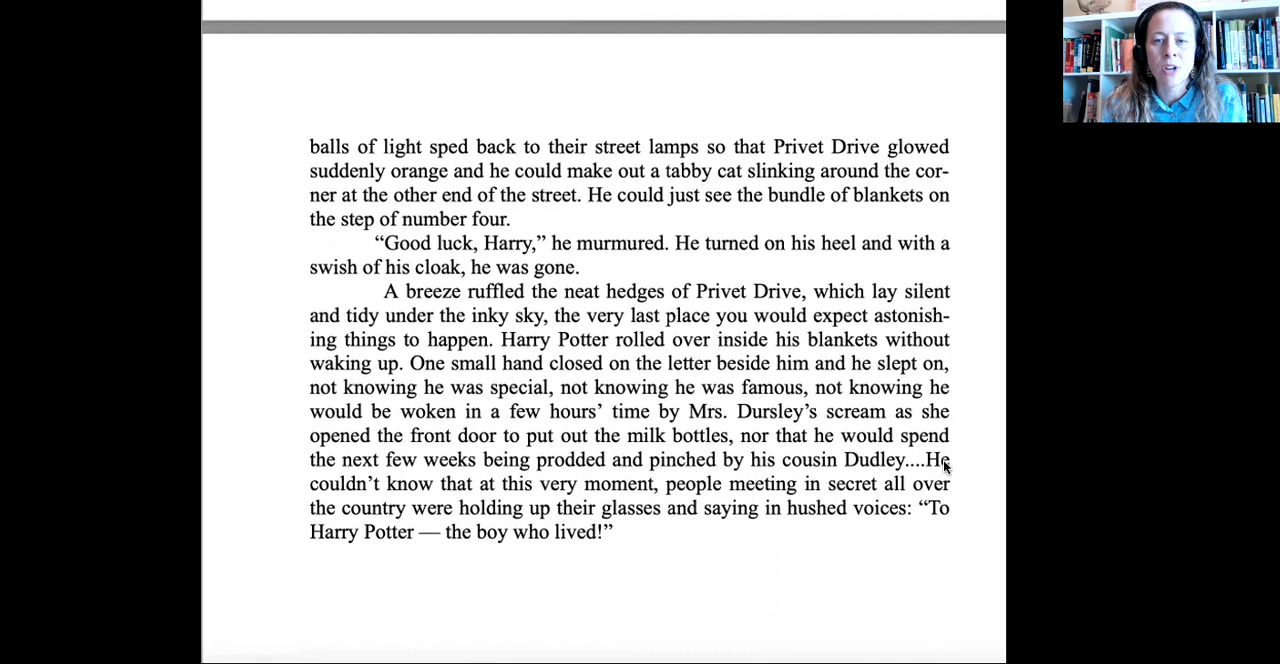 balls of light sped back to their street lamps so that Privet Drive glowed
suddenly orange and he could make out a tabby cat slinking around the cor-
ner at the other end of the street. He could just see the bundle of blankets on
the step of number four.
“Good luck, Harry,” he murmured. He turned on his heel and with a
swish of his cloak, he was gone.
A breeze ruffled the neat hedges of Privet Drive, which lay silent
and tidy under the inky sky, the very last place you would expect astonish-
ing things to happen. Harry Potter rolled over inside his blankets without
waking up. One small hand closed on the letter beside him and he slept on,
not knowing he was special, not knowing he was famous, not knowing he
would be woken in a few hours’ time by Mrs. Dursley’s scream as she
opened the front door to put out the milk bottles, nor that he would spend
the next few weeks being prodded and pinched by his cousin Dudley....He
couldn’t know that at this very moment, people meeting in secret all over
the country were holding up their glasses and saying in hushed voices: “To
Harry Potter — the boy who lived!”